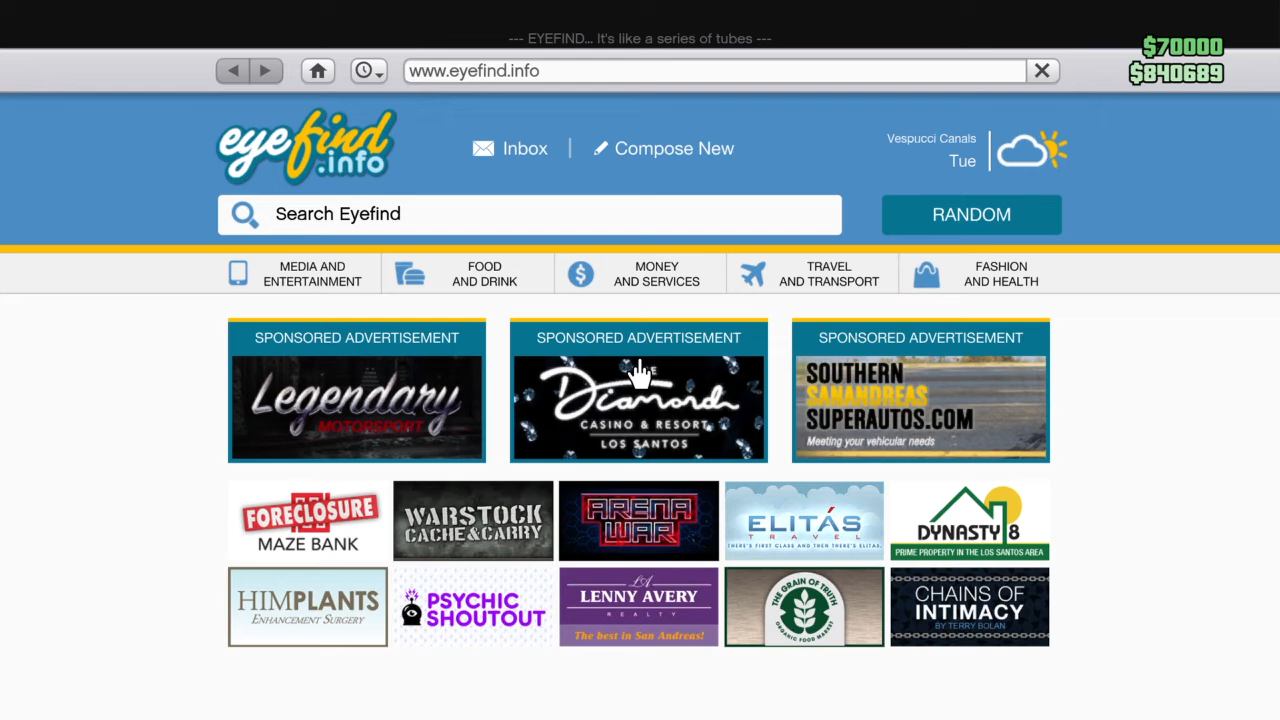 --- EYEFIND... It's like a series of tubes ---
$70000
$840689
www.eyefind.info
eyefind
.info
Inbox
Compose New
Vespucci Canals
Tue
Search Eyefind
RANDOM
MEDIA AND
ENTERTAINMENT
FOOD
AND DRINK
MONEY
AND SERVICES
TRAVEL
AND TRANSPORT
FASHION
AND HEALTH
SPONSORED ADVERTISEMENT
Legendary
MOTORSPORT
SPONSORED ADVERTISEMENT
Diamond
CASINO & RESORT
LOS SANTOS
SPONSORED ADVERTISEMENT
SOUTHERN
SANANDREAS
SUPERAUTOS.COM
Meeting your vehicular needs
FORECLOSURE
MAZE BANK
WARSTOCK
CACHE&CARRY
ARENA
WAR
ELITÁS
TRAVEL
THERE'S FIRST CLASS AND THEN THERE'S ELITAS.
DYNASTY 8
PRIME PROPERTY IN THE LOS SANTOS AREA
HIMPLANTS
ENHANCEMENT SURGERY
PSYCHIC
SHOUTOUT
LA
LENNY AVERY
REALTY
The best in San Andreas!
THE GRAIN OF TRUTH
ORGANIC FOOD MARKET
CHAINS OF
INTIMACY
BY TERRY BOLAN